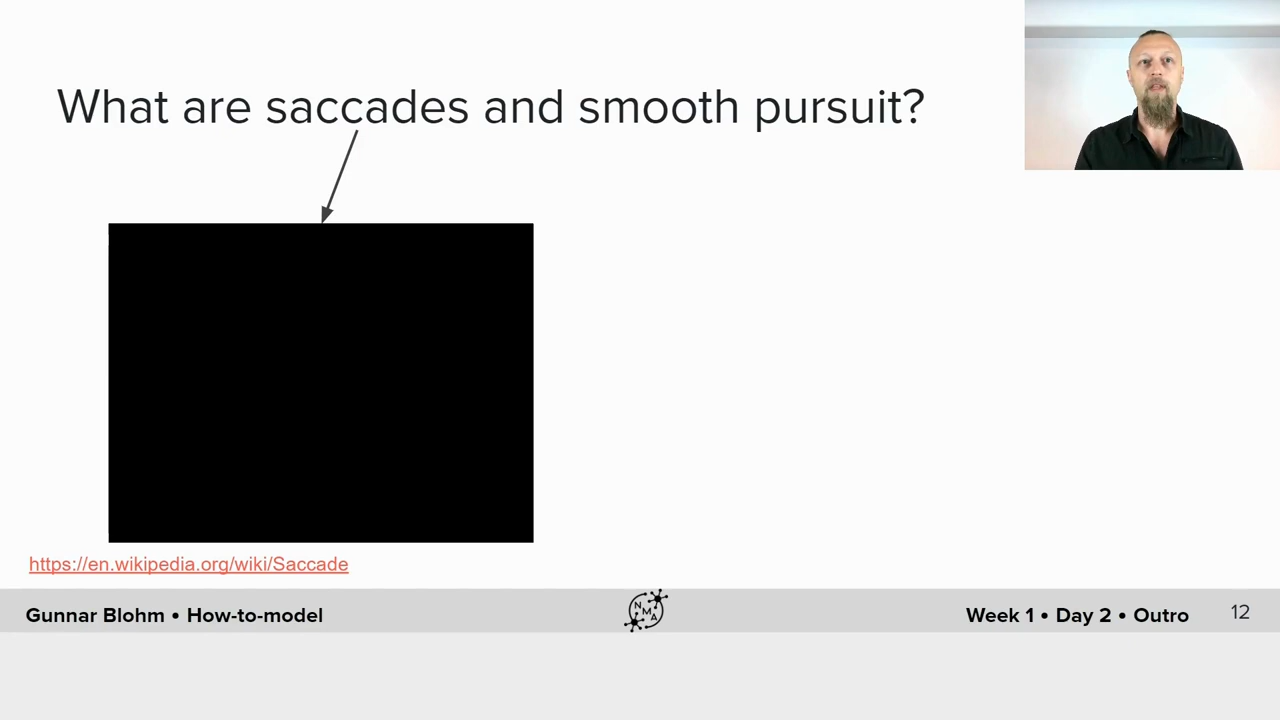 What are saccades and smooth pursuit?
https://en.wikipedia.org/wiki/Saccade
Gunnar Blohm • How-to-model
NMA
Week 1 • Day 2 • Outro
12